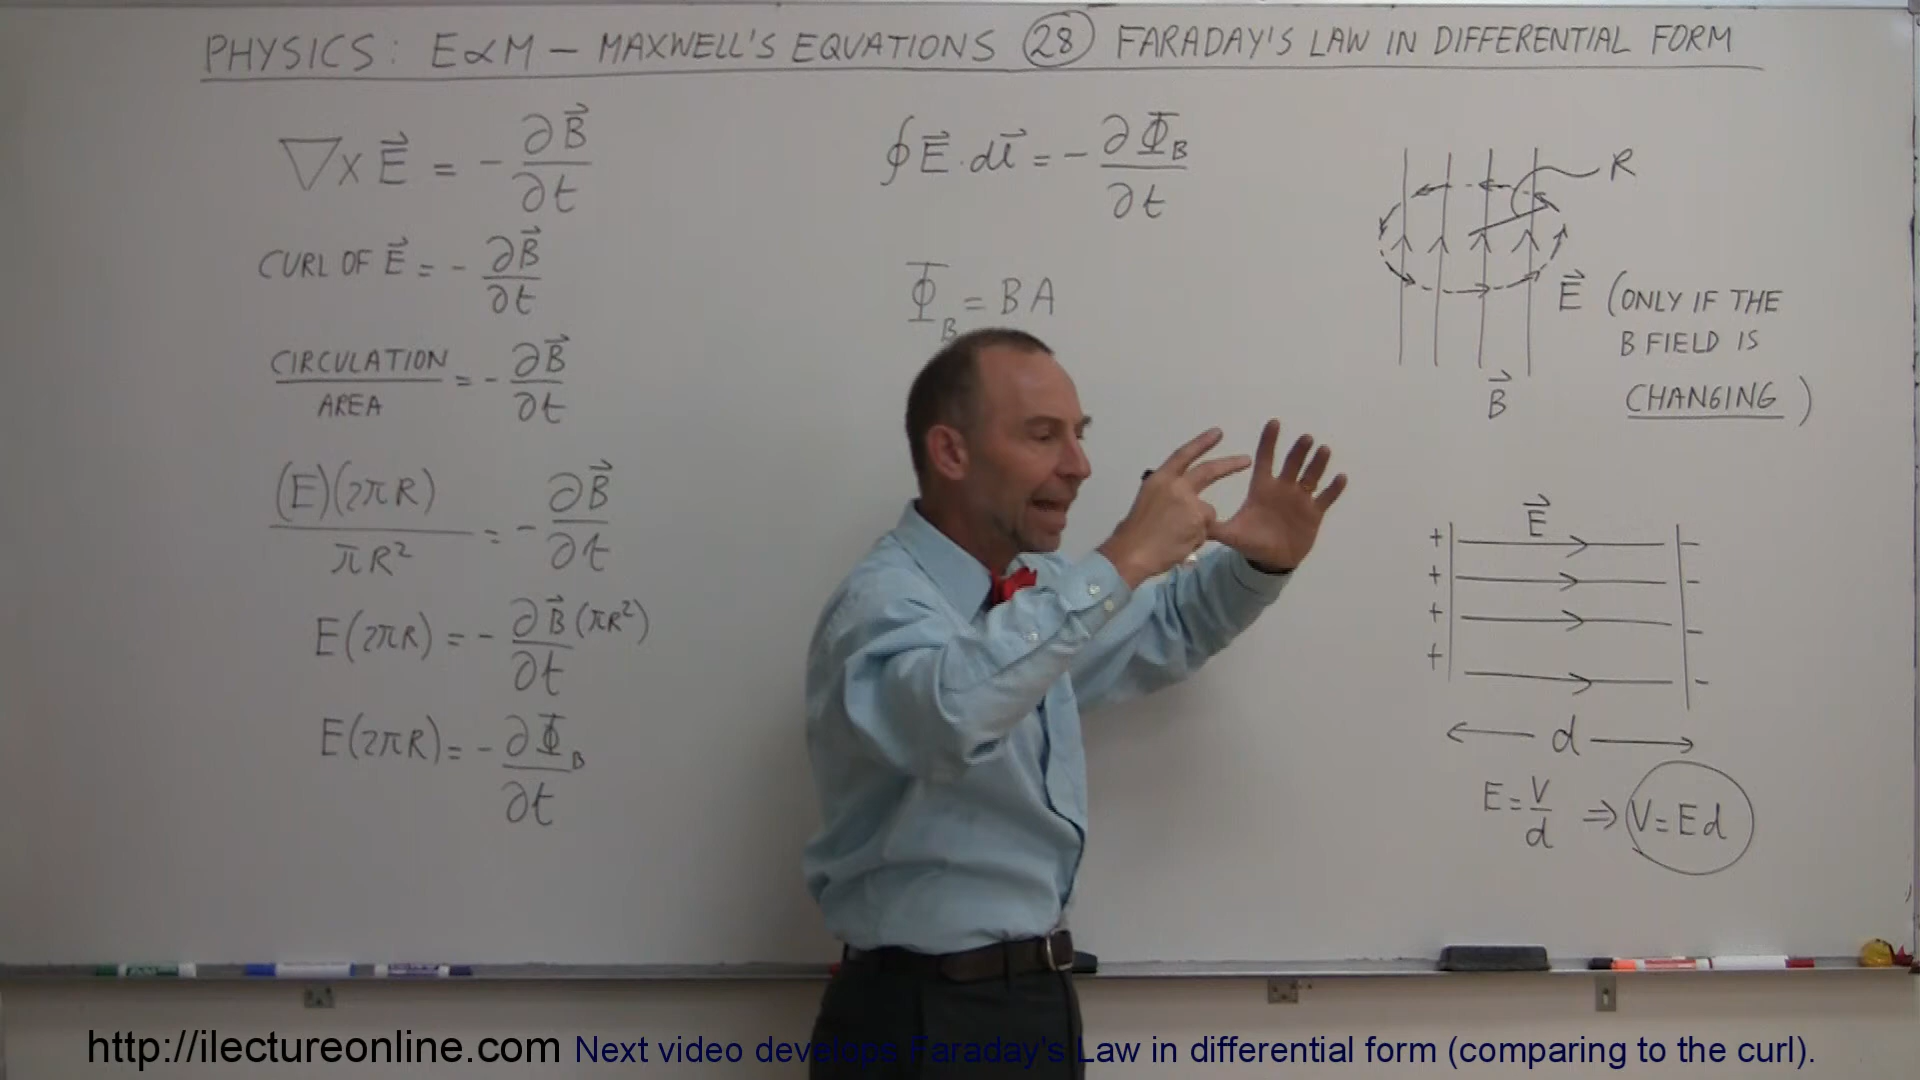 PHYSICS: E&M — MAXWELL'S EQUATIONS 28 FARADAY'S LAW IN DIFFERENTIAL FORM
∇x E⃗ = - ∂B⃗/∂t
CURL OF E⃗ = - ∂B⃗/∂t
CIRCULATION/AREA = - ∂B⃗/∂t
(E)(2πR)/πR² = - ∂B⃗/∂t
E(2πR) = - ∂B⃗/∂t (πR²)
E(2πR) = - ∂Φ_B/∂t
∮E⃗·dl⃗ = - ∂Φ_B/∂t
Φ_B = BA
R
E⃗ (ONLY IF THE
B FIELD IS
CHANGING)
B⃗
E⃗
+ -
+ -
+ -
+ -
d
E = V/d ⇒ V = Ed
http://ilectureonline.com Next video develops Faraday's Law in differential form (comparing to the curl).